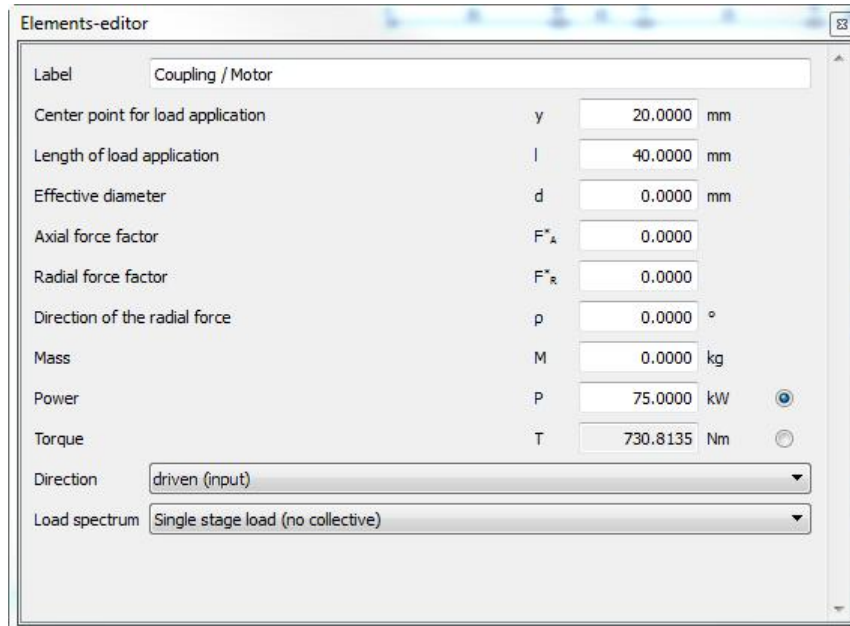 Elements-editor
Label Coupling / Motor
Center point for load application y 20.0000 mm
Length of load application l 40.0000 mm
Effective diameter d 0.0000 mm
Axial force factor F*A 0.0000
Radial force factor F*R 0.0000
Direction of the radial force ρ 0.0000 °
Mass M 0.0000 kg
Power P 75.0000 kW
Torque T 730.8135 Nm
Direction driven (input)
Load spectrum Single stage load (no collective)